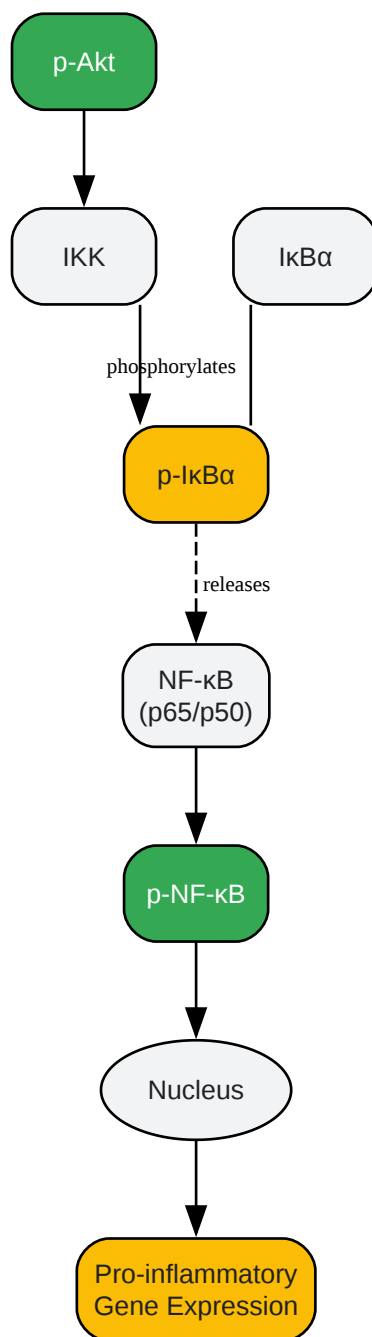 p-Akt
IKK
IκBα
phosphorylates
p-IκBα
releases
NF-κB
(p65/p50)
p-NF-κB
Nucleus
Pro-inflammatory
Gene Expression